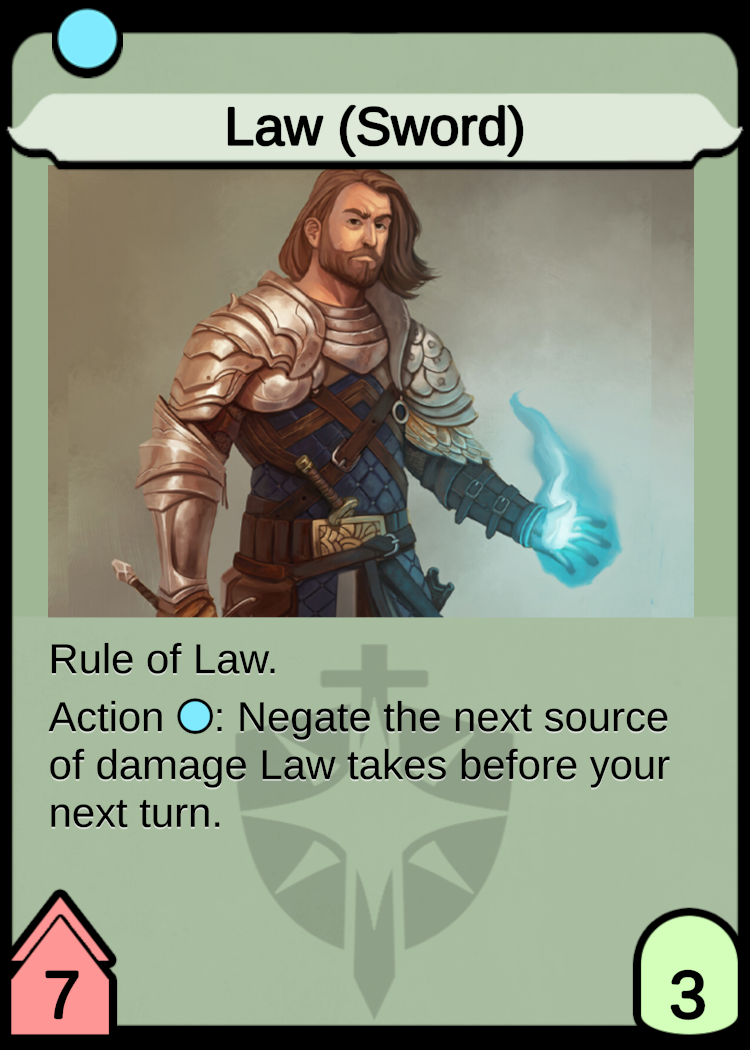 Law (Sword)
Rule of Law.
Action : Negate the next source
of damage Law takes before your
next turn.
7
3